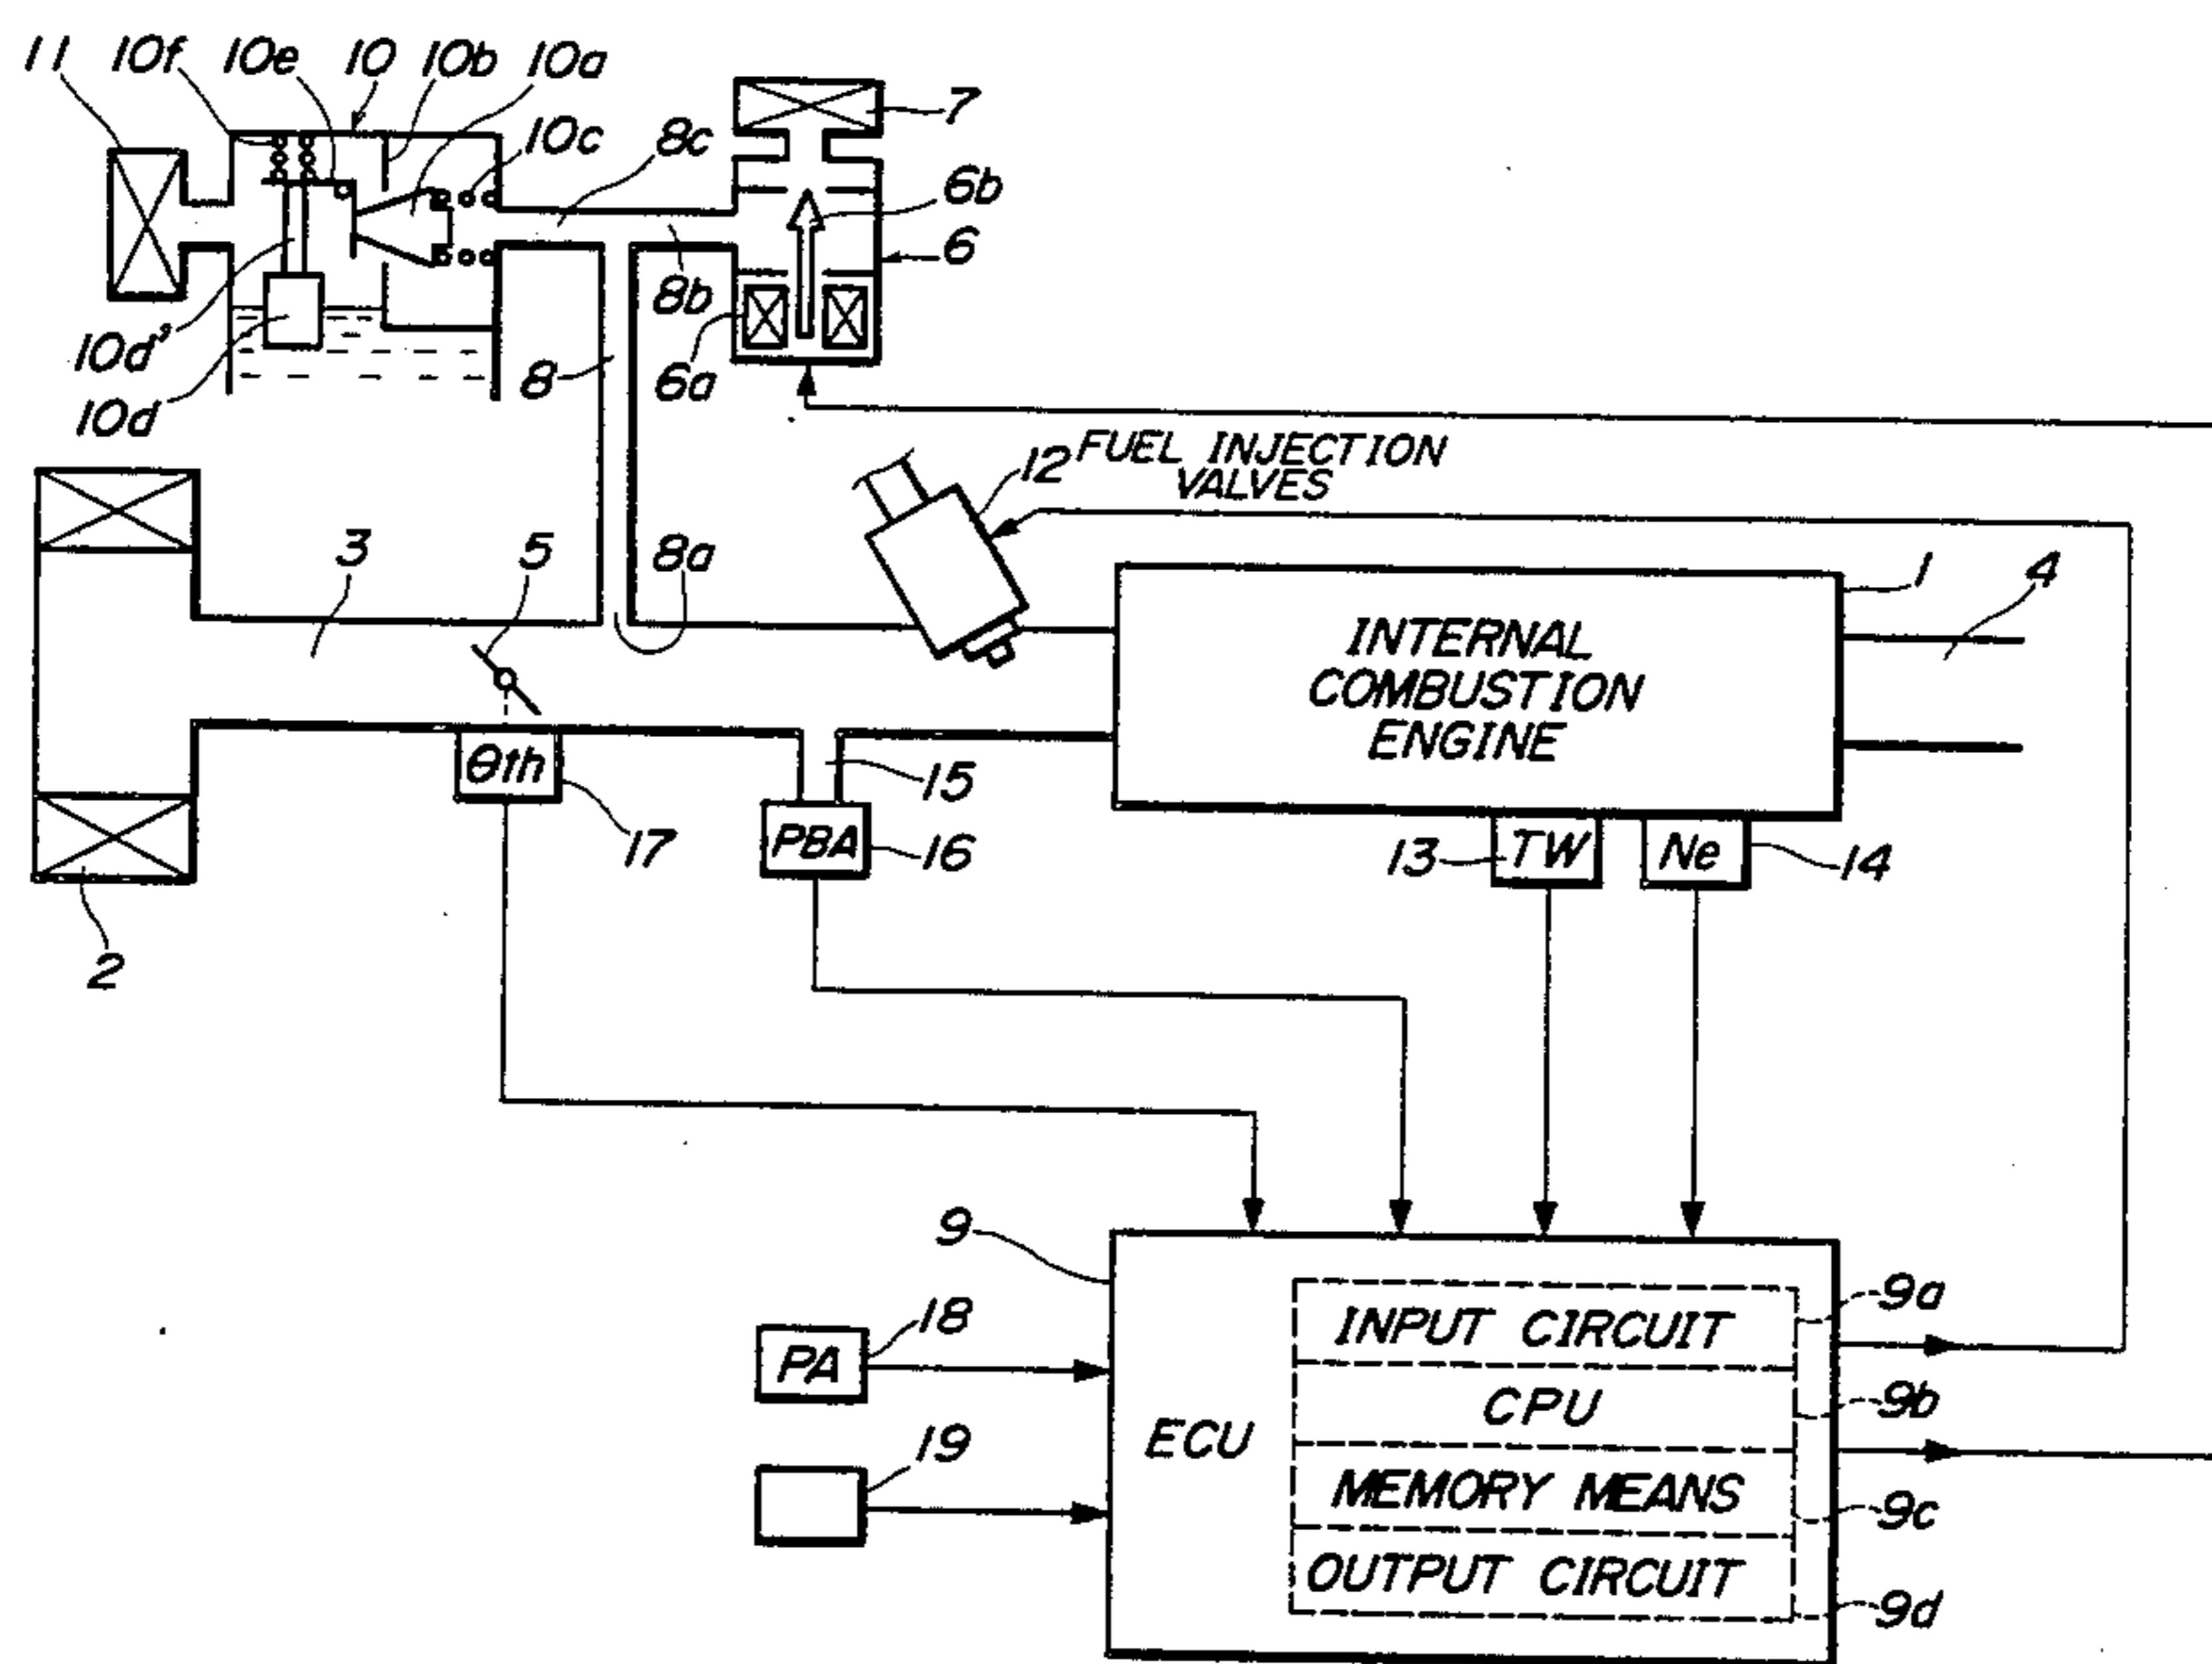 11 10f 10e 10 10b 10a
10c 8c 7
6b
6
8b
10d'
10d
8 6a
12 FUEL INJECTION
VALVES
3 5 8a
1 4
INTERNAL
COMBUSTION
ENGINE
θth 15
17 PBA 16
13 TW Ne 14
2
9
9a
18
PA
INPUT CIRCUIT
9b
CPU
ECU
19
MEMORY MEANS
9c
OUTPUT CIRCUIT
9d